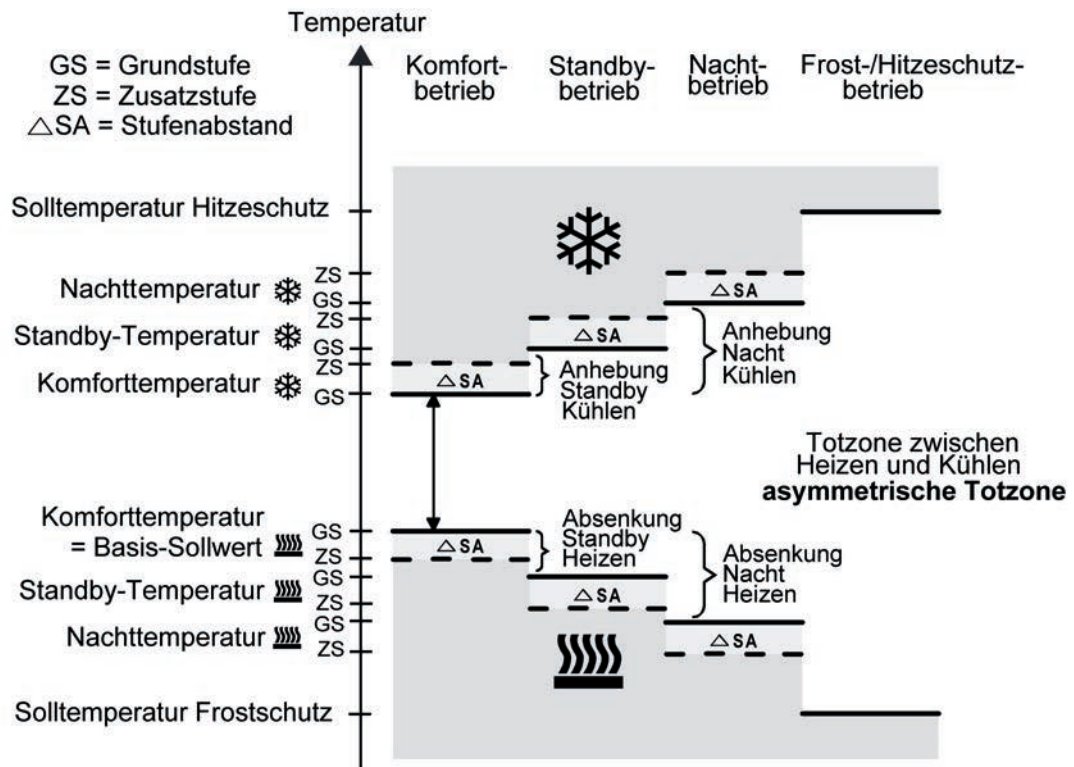 Temperatur
GS = Grundstufe
ZS = Zusatzstufe
△SA = Stufenabstand
Komfort-
betrieb
Standby-
betrieb
Nacht-
betrieb
Frost-/Hitzeschutz-
betrieb
Solltemperatur Hitzeschutz
ZS
Nachttemperatur
GS
△SA
ZS
Standby-Temperatur
GS
△SA
ZS
Komforttemperatur
GS
△SA
Anhebung
Standby
Kühlen
Anhebung
Nacht
Kühlen
Totzone zwischen
Heizen und Kühlen
asymmetrische Totzone
Komforttemperatur
= Basis-Sollwert
GS
ZS
△SA
Absenkung
Standby
Heizen
Absenkung
Nacht
Heizen
Standby-Temperatur
GS
ZS
△SA
Nachttemperatur
GS
ZS
△SA
Solltemperatur Frostschutz